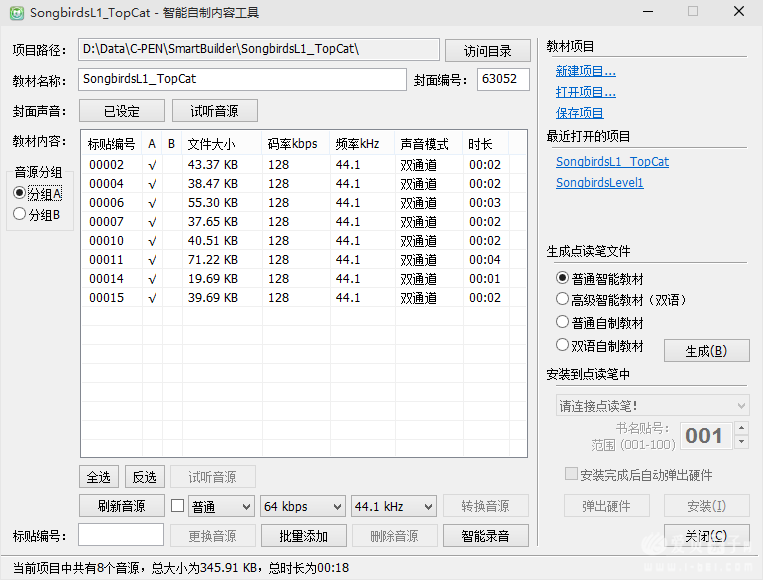 SongbirdsL1_TopCat - 智能自制内容工具
项目路径: D:\Data\C-PEN\SmartBuilder\SongbirdsL1_TopCat\ 访问目录
教材名称: SongbirdsL1_TopCat 封面编号: 63052
封面声音: 已设定 试听音源
教材内容:
标贴编号 A B 文件大小 码率kbps 频率kHz 声音模式 时长
00002 √ 43.37 KB 128 44.1 双通道 00:02
00004 √ 38.47 KB 128 44.1 双通道 00:02
00006 √ 55.30 KB 128 44.1 双通道 00:03
00007 √ 37.65 KB 128 44.1 双通道 00:02
00010 √ 40.51 KB 128 44.1 双通道 00:02
00011 √ 71.22 KB 128 44.1 双通道 00:04
00014 √ 19.69 KB 128 44.1 双通道 00:01
00015 √ 39.69 KB 128 44.1 双通道 00:02
音源分组
分组A
分组B
全选 反选 试听音源
刷新音源 普通 64 kbps 44.1 kHz 转换音源
标贴编号: 更换音源 批量添加 删除音源 智能录音
教材项目
新建项目...
打开项目...
保存项目
最近打开的项目
SongbirdsL1_TopCat
SongbirdsLevel1
生成点读笔文件
普通智能教材
高级智能教材（双语）
普通自制教材
双语自制教材
生成(B)
安装到点读笔中
请连接点读笔!
书名贴号:
范围 (001-100)
001
安装完成后自动弹出硬件
弹出硬件 安装(I)
关闭(C)
当前项目中共有8个音源，总大小为345.91 KB，总时长为00:18